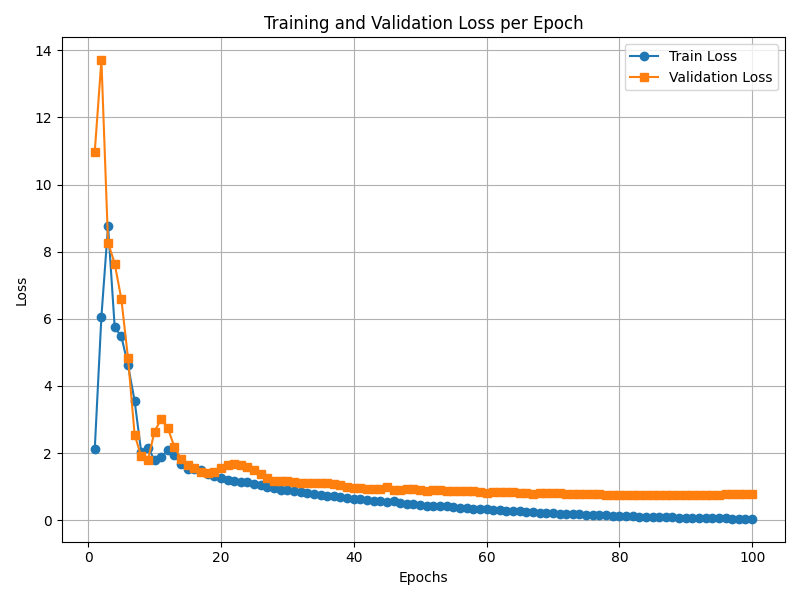 Training and Validation Loss per Epoch
Train Loss
Validation Loss
14
12
10
8
6
4
2
0
Loss
0 20 40 60 80 100
Epochs